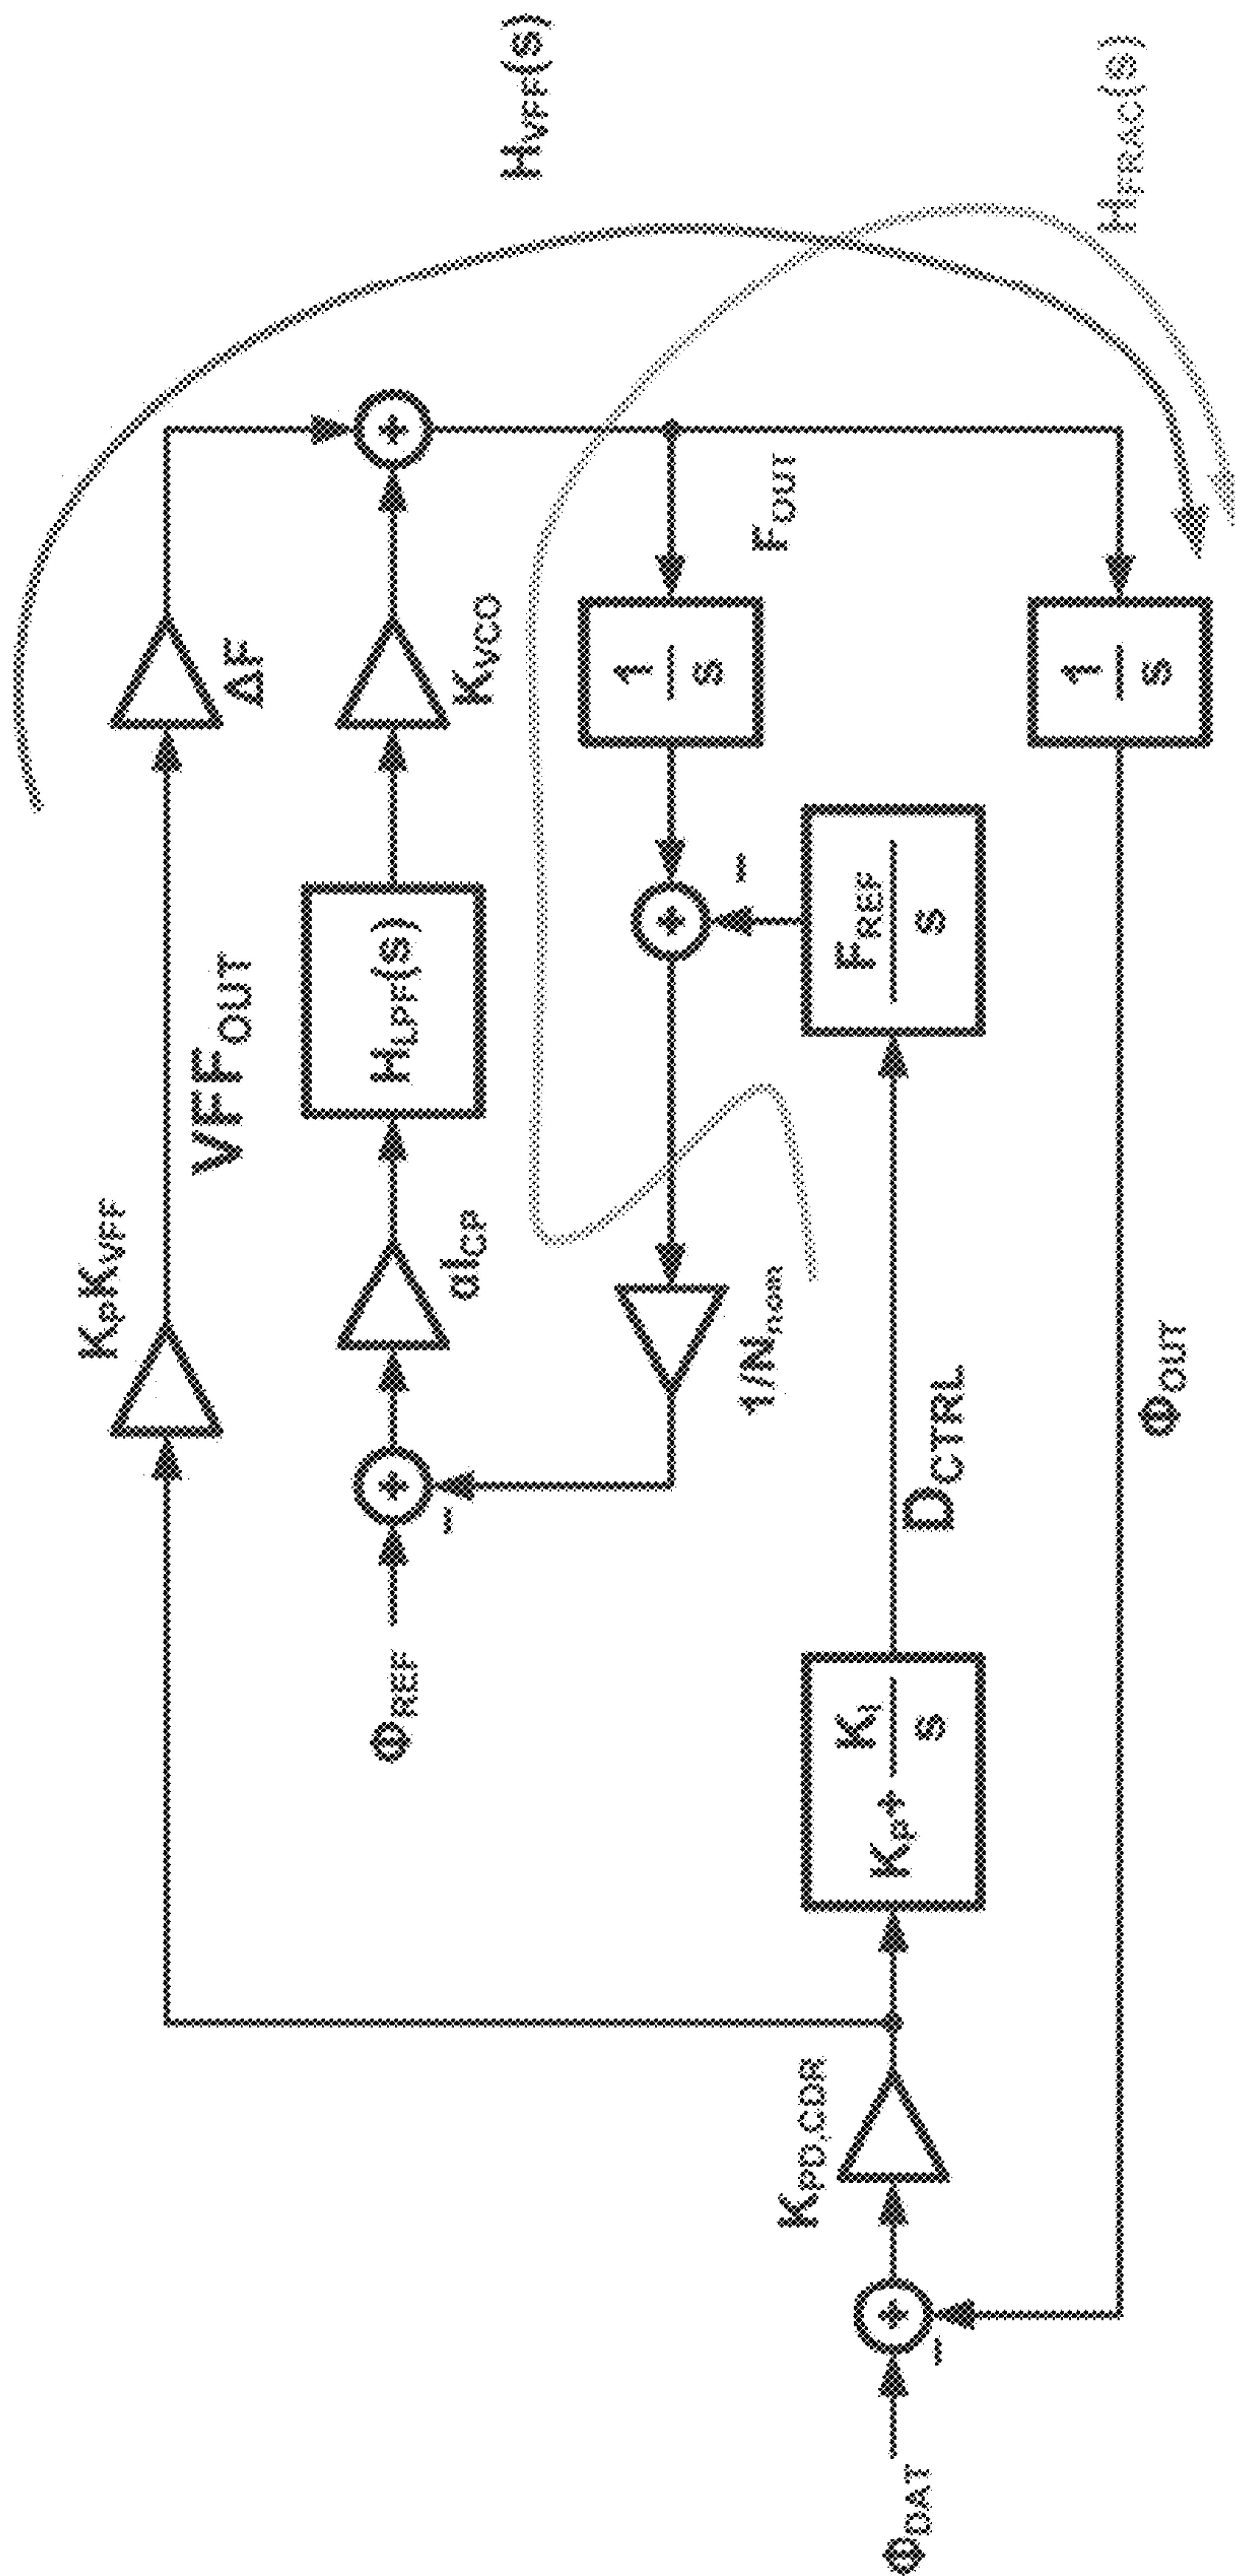 H_VFF(s)
H_FRAC(s)
K_pK_VFF
ΔF
VFF_OUT
Φ_REF
+
−
αI_CP
H_LPF(s)
K_VCO
+
1/N_nom
+
−
1
s
F_OUT
Φ_DAT
+
−
K_PD,CDR
K_p+ K_I
s
D_CTRL
F_REF
s
1
s
Φ_OUT